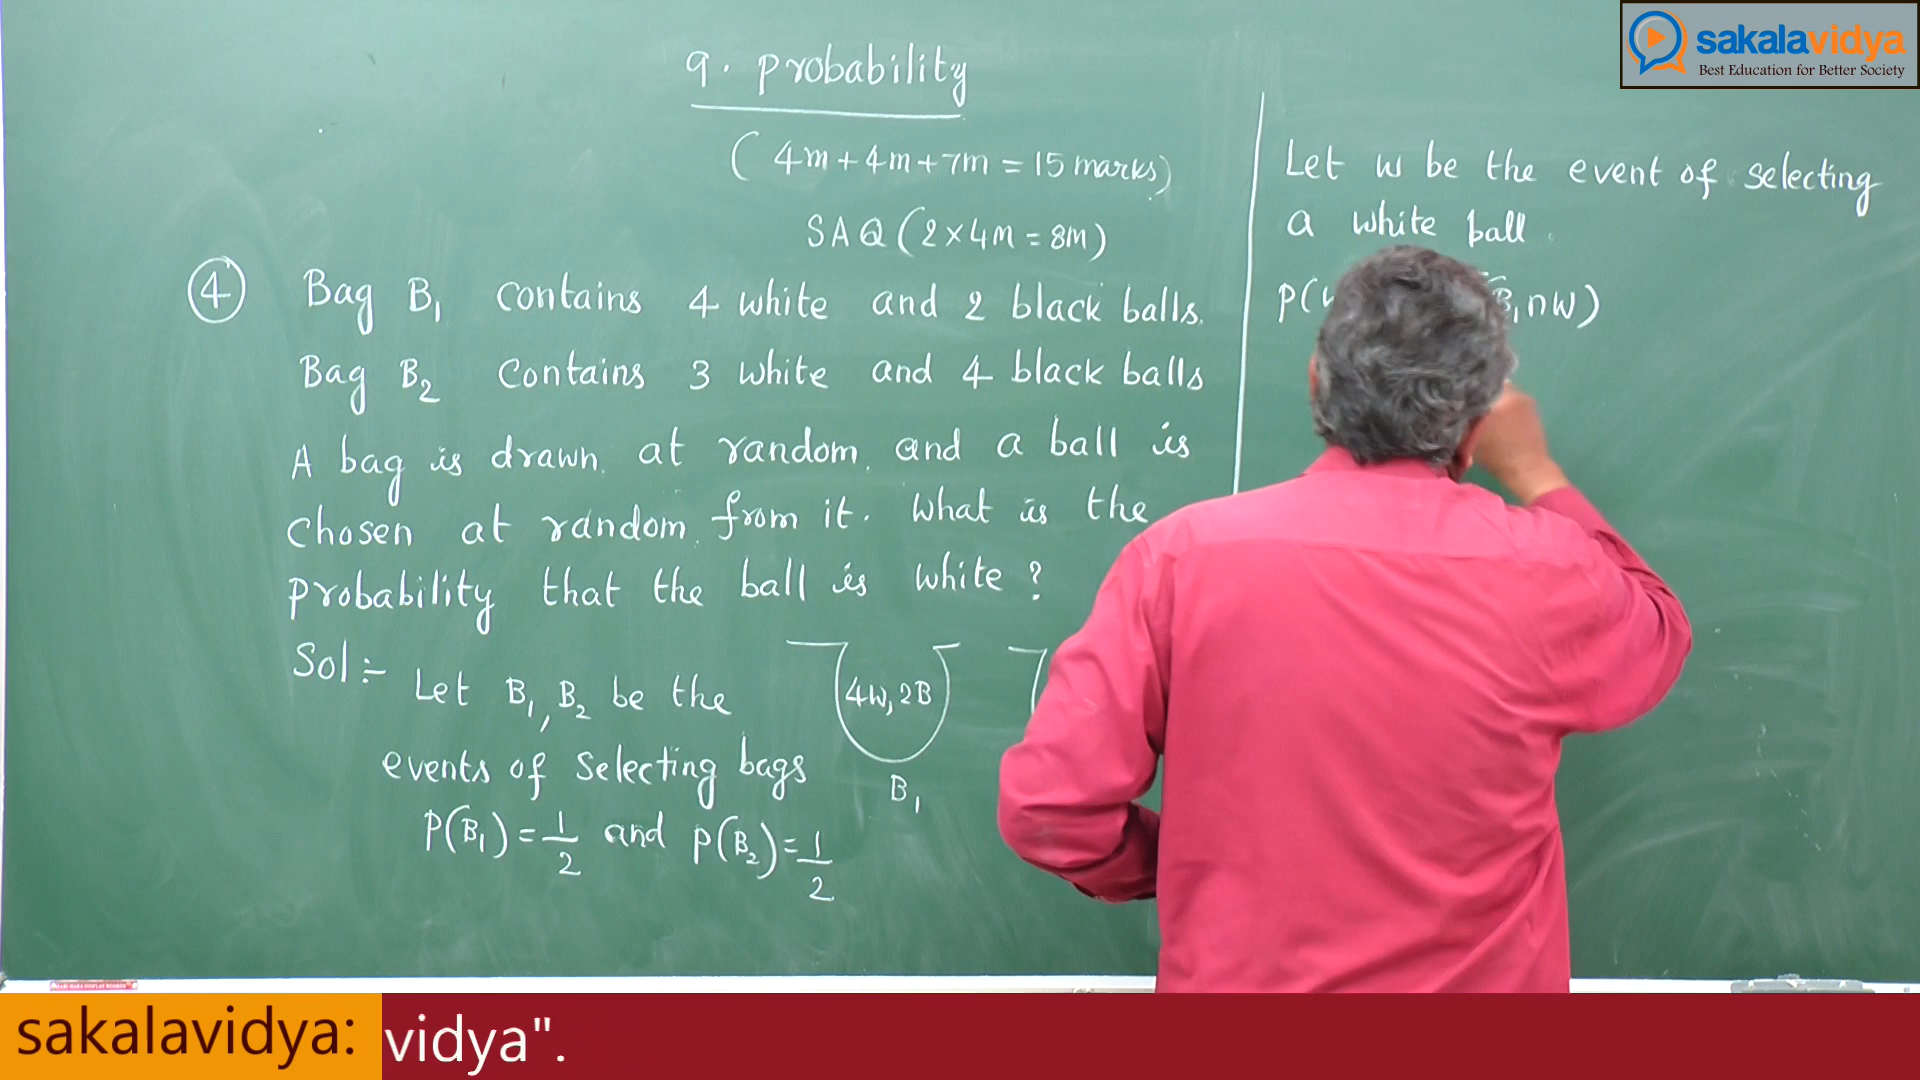 9. probability
(4m+4m+7m = 15 marks)
SAQ (2×4m = 8m)
④ Bag B₁ contains 4 white and 2 black balls.
Bag B₂ contains 3 white and 4 black balls
A bag is drawn at random and a ball is
chosen at random from it. What is the
probability that the ball is white?
Sol :- Let B₁, B₂ be the
events of selecting bags
P(B₁) = 1/2 and P(B₂) = 1/2
4W, 2B
B₁
Let W be the event of selecting
a white ball.
P(
B₁∩W)
sakalavidya
Best Education for Better Society
sakalavidya: vidya".